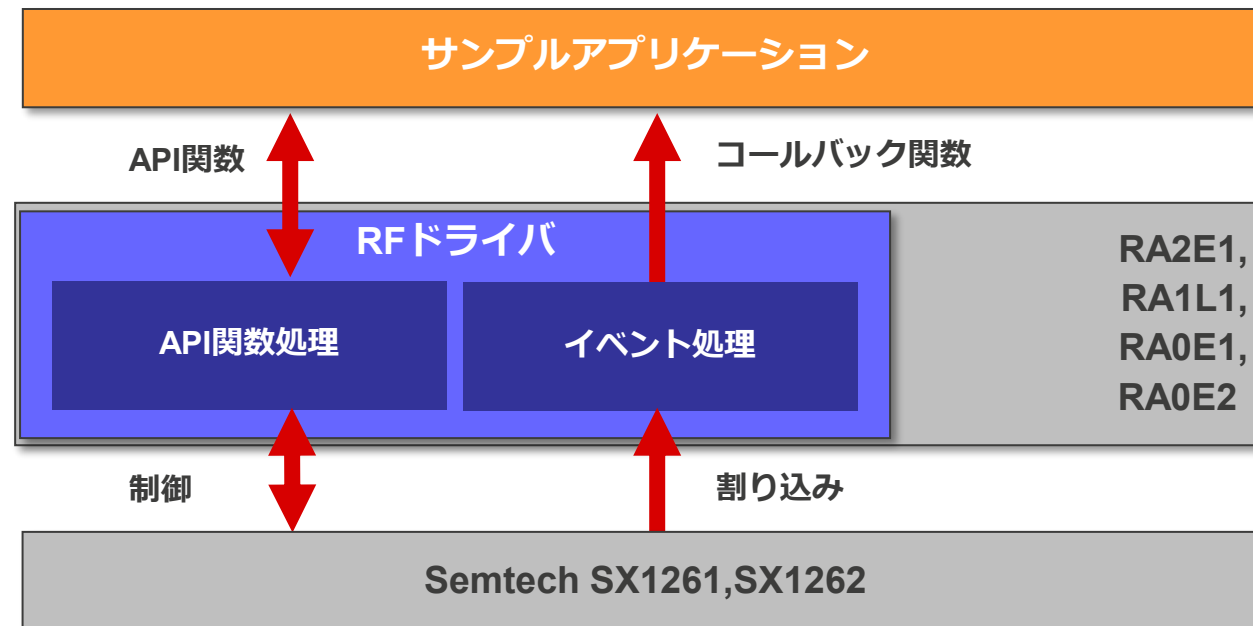 サンプルアプリケーション
API関数
コールバック関数
RFドライバ
API関数処理
イベント処理
RA2E1,
RA1L1,
RA0E1,
RA0E2
制御
割り込み
Semtech SX1261,SX1262